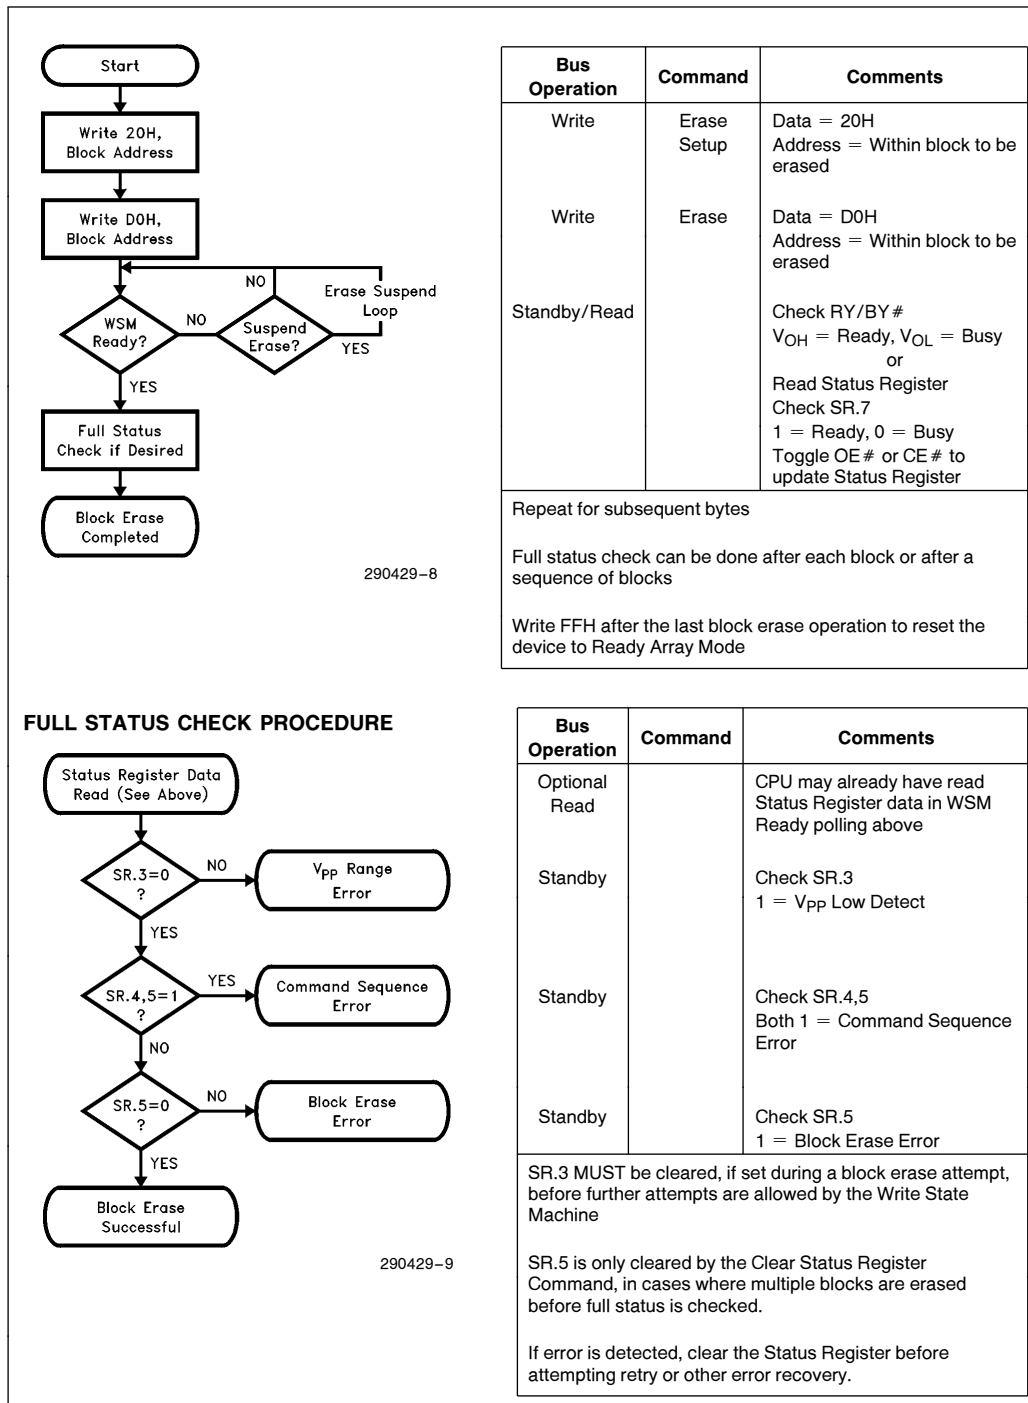 Start
Write 20H,
Block Address
Write D0H,
Block Address
NO
Erase Suspend
Loop
WSM
Ready?
NO
Suspend
Erase?
YES
YES
Full Status
Check if Desired
Block Erase
Completed
290429–8
Bus
Operation
Command
Comments
Write
Erase
Setup
Data = 20H
Address = Within block to be
erased
Write
Erase
Data = D0H
Address = Within block to be
erased
Standby/Read
Check RY/BY#
VOH = Ready, VOL = Busy
or
Read Status Register
Check SR.7
1 = Ready, 0 = Busy
Toggle OE# or CE# to
update Status Register
Repeat for subsequent bytes
Full status check can be done after each block or after a
sequence of blocks
Write FFH after the last block erase operation to reset the
device to Ready Array Mode
FULL STATUS CHECK PROCEDURE
Status Register Data
Read (See Above)
SR.3=0
?
NO
VPP Range
Error
YES
SR.4,5=1
?
YES
Command Sequence
Error
NO
SR.5=0
?
NO
Block Erase
Error
YES
Block Erase
Successful
290429–9
Bus
Operation
Command
Comments
Optional
Read
CPU may already have read
Status Register data in WSM
Ready polling above
Standby
Check SR.3
1 = VPP Low Detect
Standby
Check SR.4,5
Both 1 = Command Sequence
Error
Standby
Check SR.5
1 = Block Erase Error
SR.3 MUST be cleared, if set during a block erase attempt,
before further attempts are allowed by the Write State
Machine
SR.5 is only cleared by the Clear Status Register
Command, in cases where multiple blocks are erased
before full status is checked.
If error is detected, clear the Status Register before
attempting retry or other error recovery.